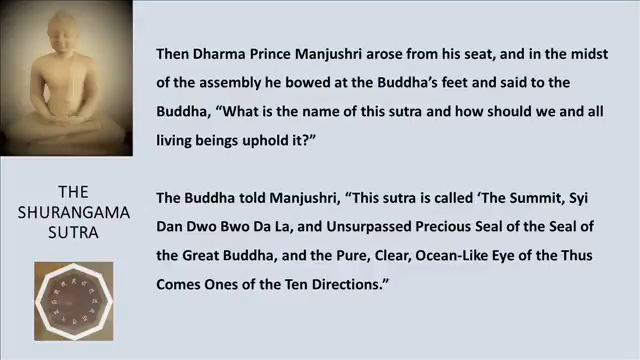 Then Dharma Prince Manjushri arose from his seat, and in the midst
of the assembly he bowed at the Buddha’s feet and said to the
Buddha, “What is the name of this sutra and how should we and all
living beings uphold it?”
The Buddha told Manjushri, “This sutra is called ‘The Summit, Syi
Dan Dwo Bwo Da La, and Unsurpassed Precious Seal of the Seal of
the Great Buddha, and the Pure, Clear, Ocean-Like Eye of the Thus
Comes Ones of the Ten Directions.”
THE
SHURANGAMA
SUTRA